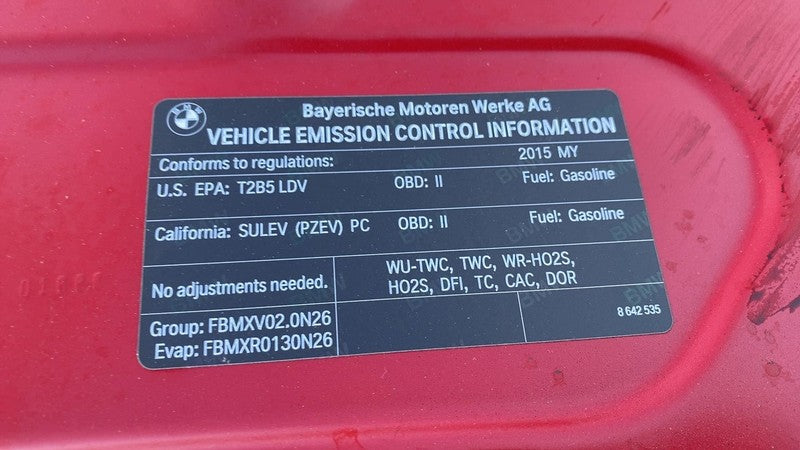 BMW
Bayerische Motoren Werke AG
VEHICLE EMISSION CONTROL INFORMATION
Conforms to regulations: 2015 MY
U.S. EPA: T2B5 LDV OBD: II Fuel: Gasoline
California: SULEV (PZEV) PC OBD: II Fuel: Gasoline
No adjustments needed.
WU-TWC, TWC, WR-HO2S,
HO2S, DFI, TC, CAC, DOR
Group: FBMXV02.0N26
Evap: FBMXR0130N26
8 642 535